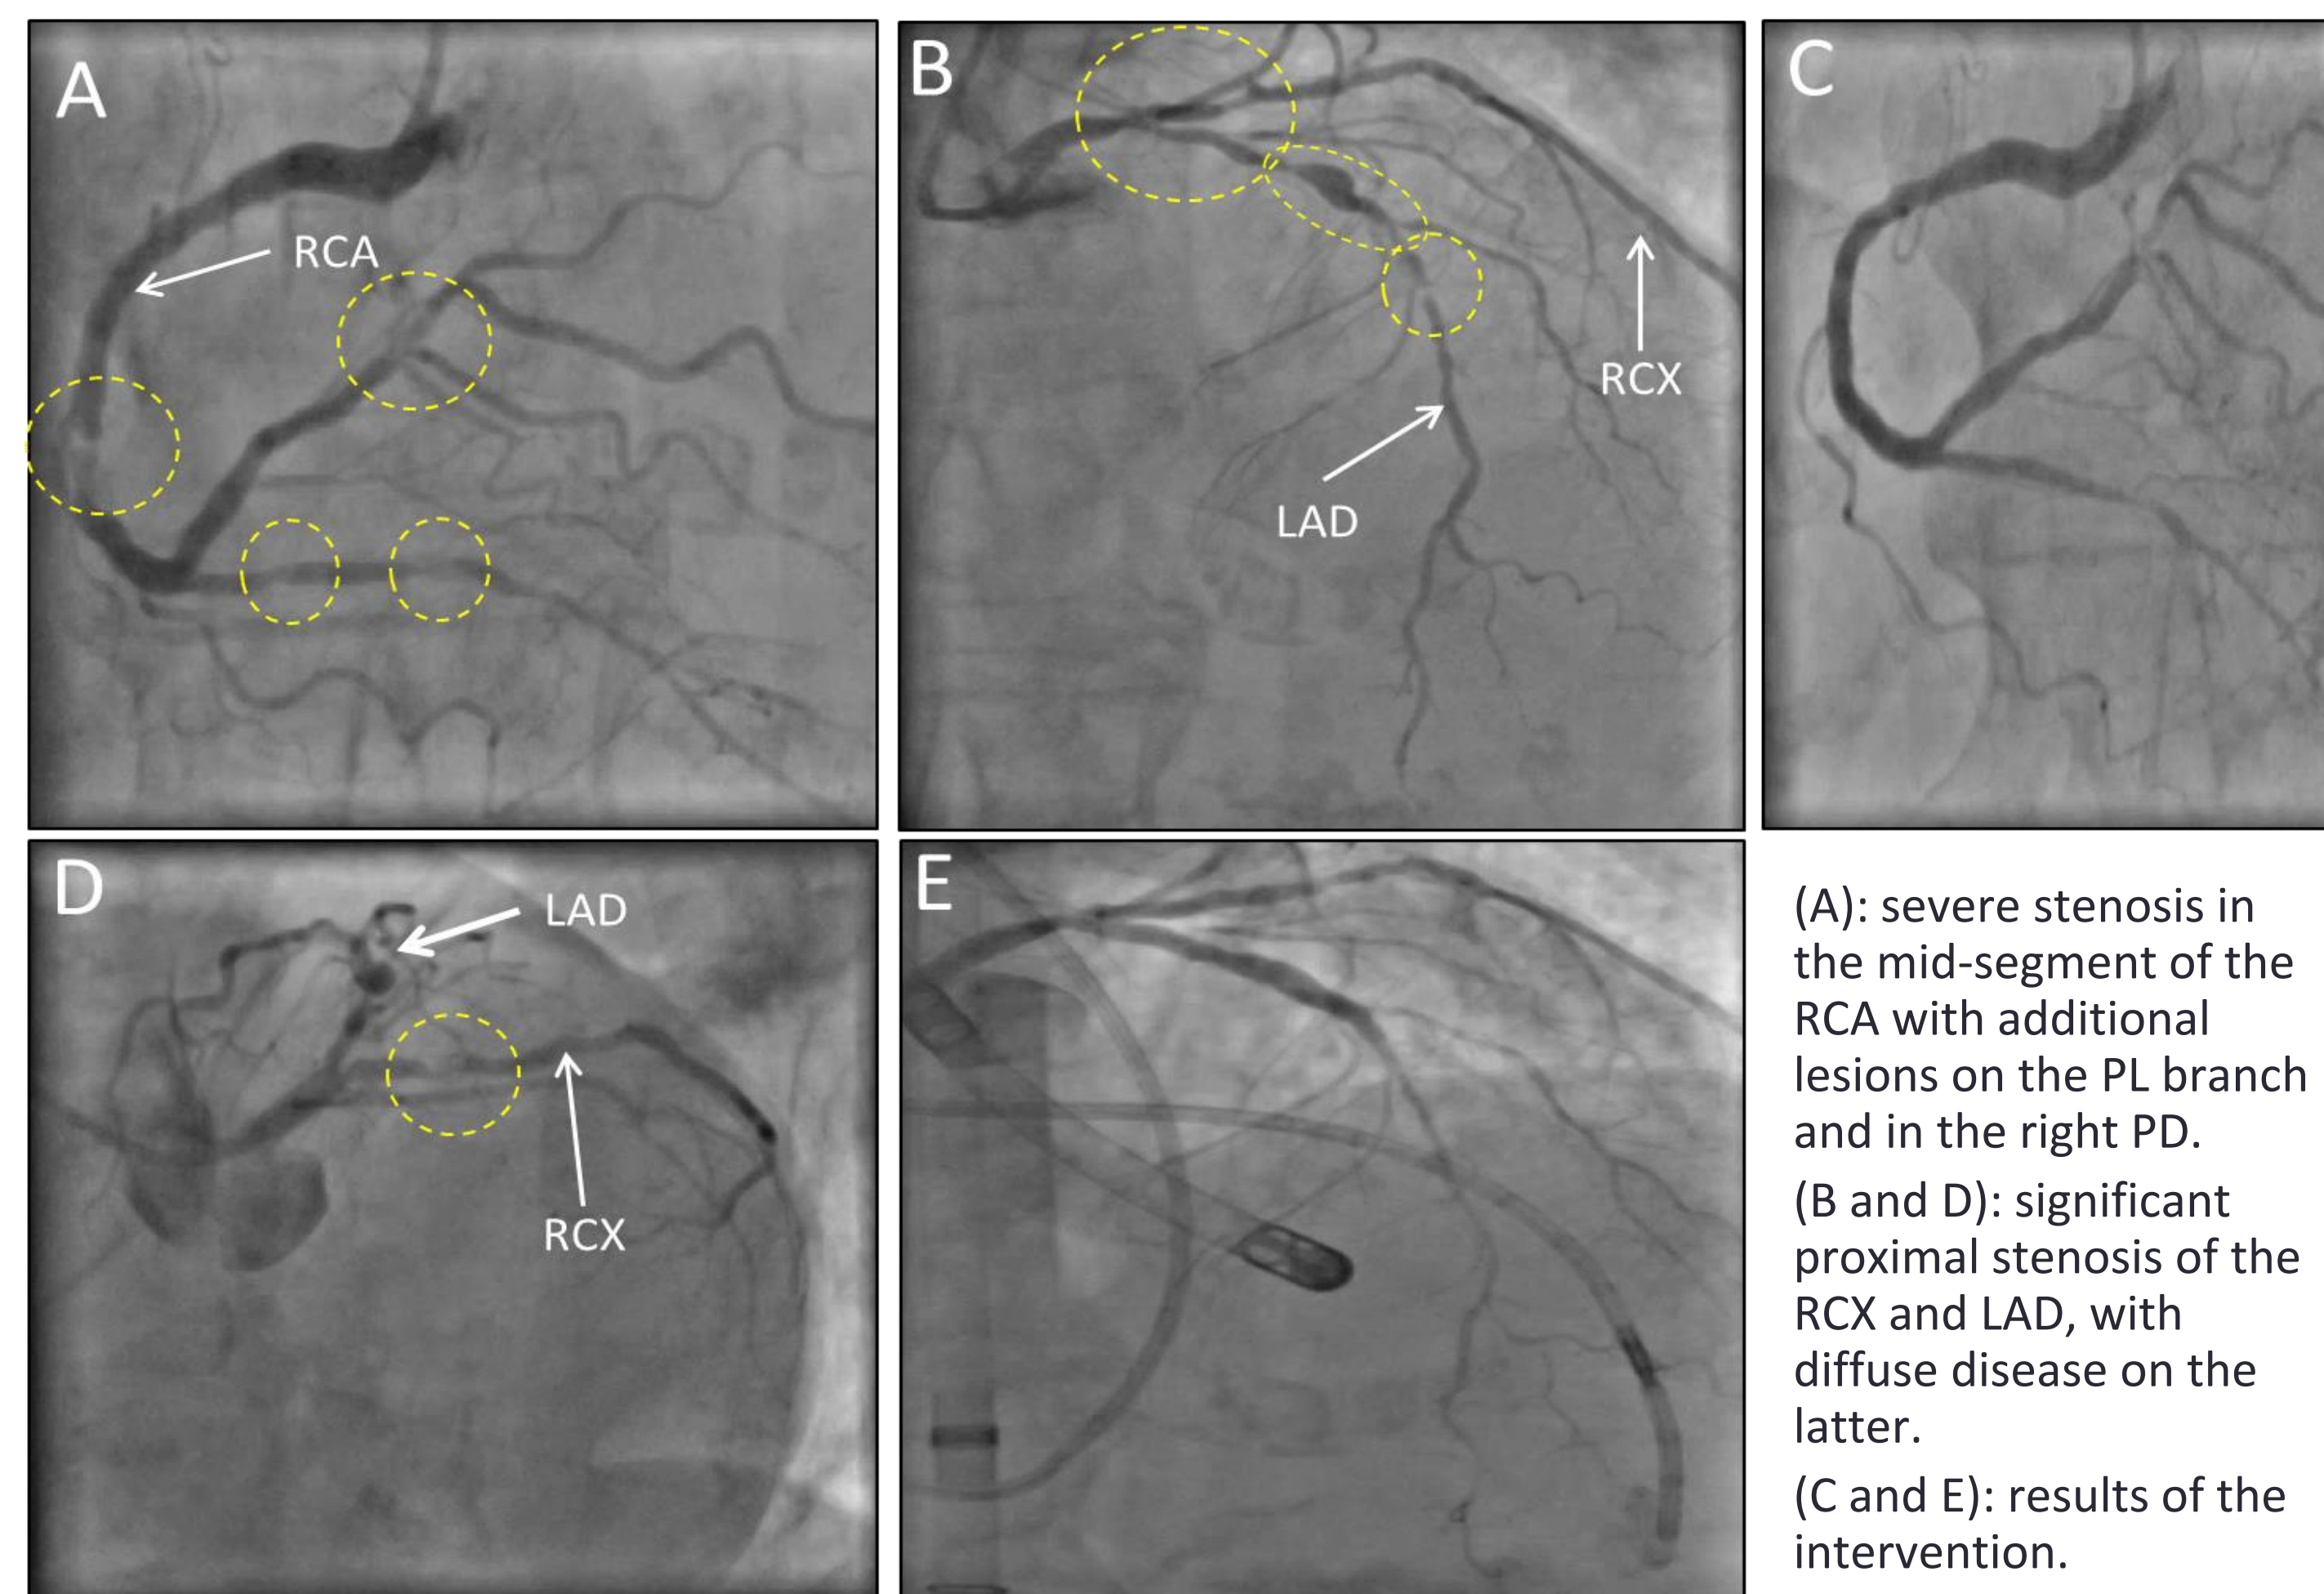 A
RCA
B
RCX
LAD
C
D
LAD
RCX
E
(A): severe stenosis in
the mid-segment of the
RCA with additional
lesions on the PL branch
and in the right PD.
(B and D): significant
proximal stenosis of the
RCX and LAD, with
diffuse disease on the
latter.
(C and E): results of the
intervention.